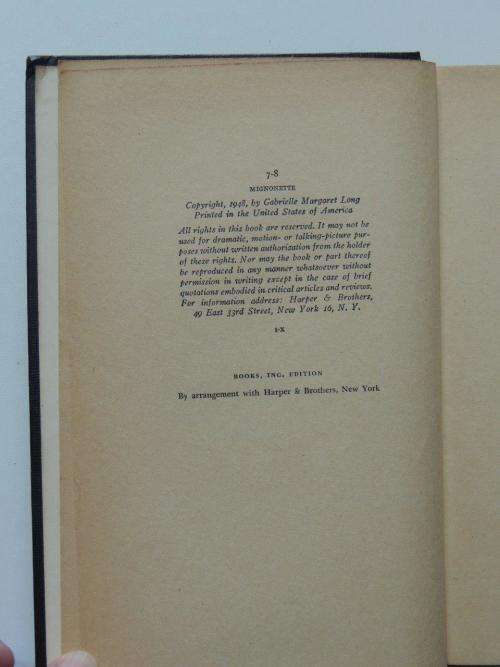 7-8
MIGNONETTE
Copyright, 1948, by Gabrielle Margaret Long
Printed in the United States of America
All rights in this book are reserved. It may not be
used for dramatic, motion- or talking-picture pur-
poses without written authorization from the holder
of these rights. Nor may the book or part thereof
be reproduced in any manner whatsoever without
permission in writing except in the case of brief
quotations embodied in critical articles and reviews.
For information address: Harper & Brothers,
49 East 33rd Street, New York 16, N. Y.
I-X
BOOKS, INC. EDITION
By arrangement with Harper & Brothers, New York